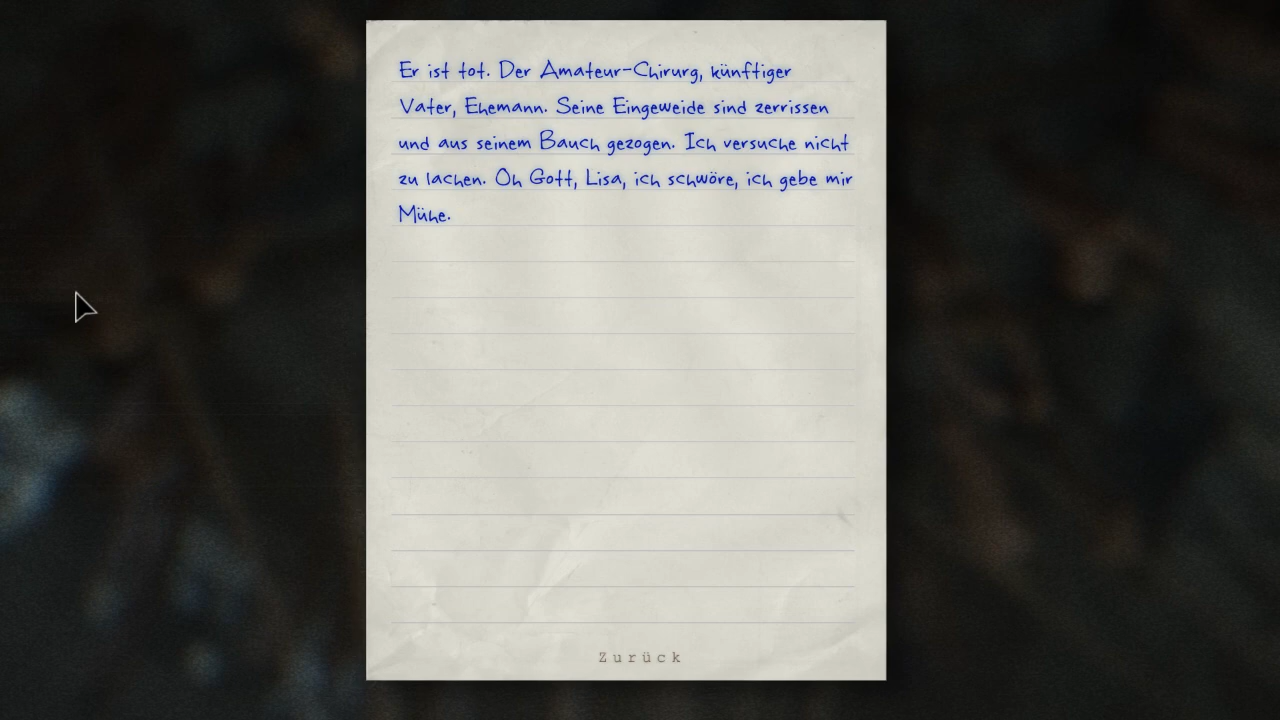 Er ist tot. Der Amateur-Chirurg, künftiger
Vater, Ehemann. Seine Eingeweide sind zerrissen
und aus seinem Bauch gezogen. Ich versuche nicht
zu lachen. Oh Gott, Lisa, ich schwöre, ich gebe mir
Mühe.
Zurück